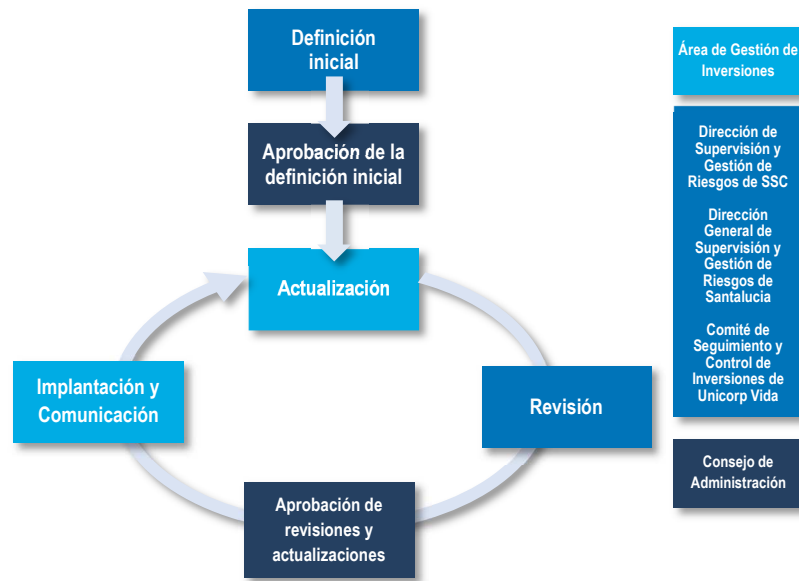 Definición
inicial
Aprobación de la
definición inicial
Actualización
Implantación y
Comunicación
Revisión
Aprobación de
revisiones y
actualizaciones
Área de Gestión de
Inversiones
Dirección de
Supervisión y
Gestión de
Riesgos de SSC
Dirección
General de
Supervisión y
Gestión de
Riesgos de
Santalucia
Comité de
Seguimiento y
Control de
Inversiones de
Unicorp Vida
Consejo de
Administración